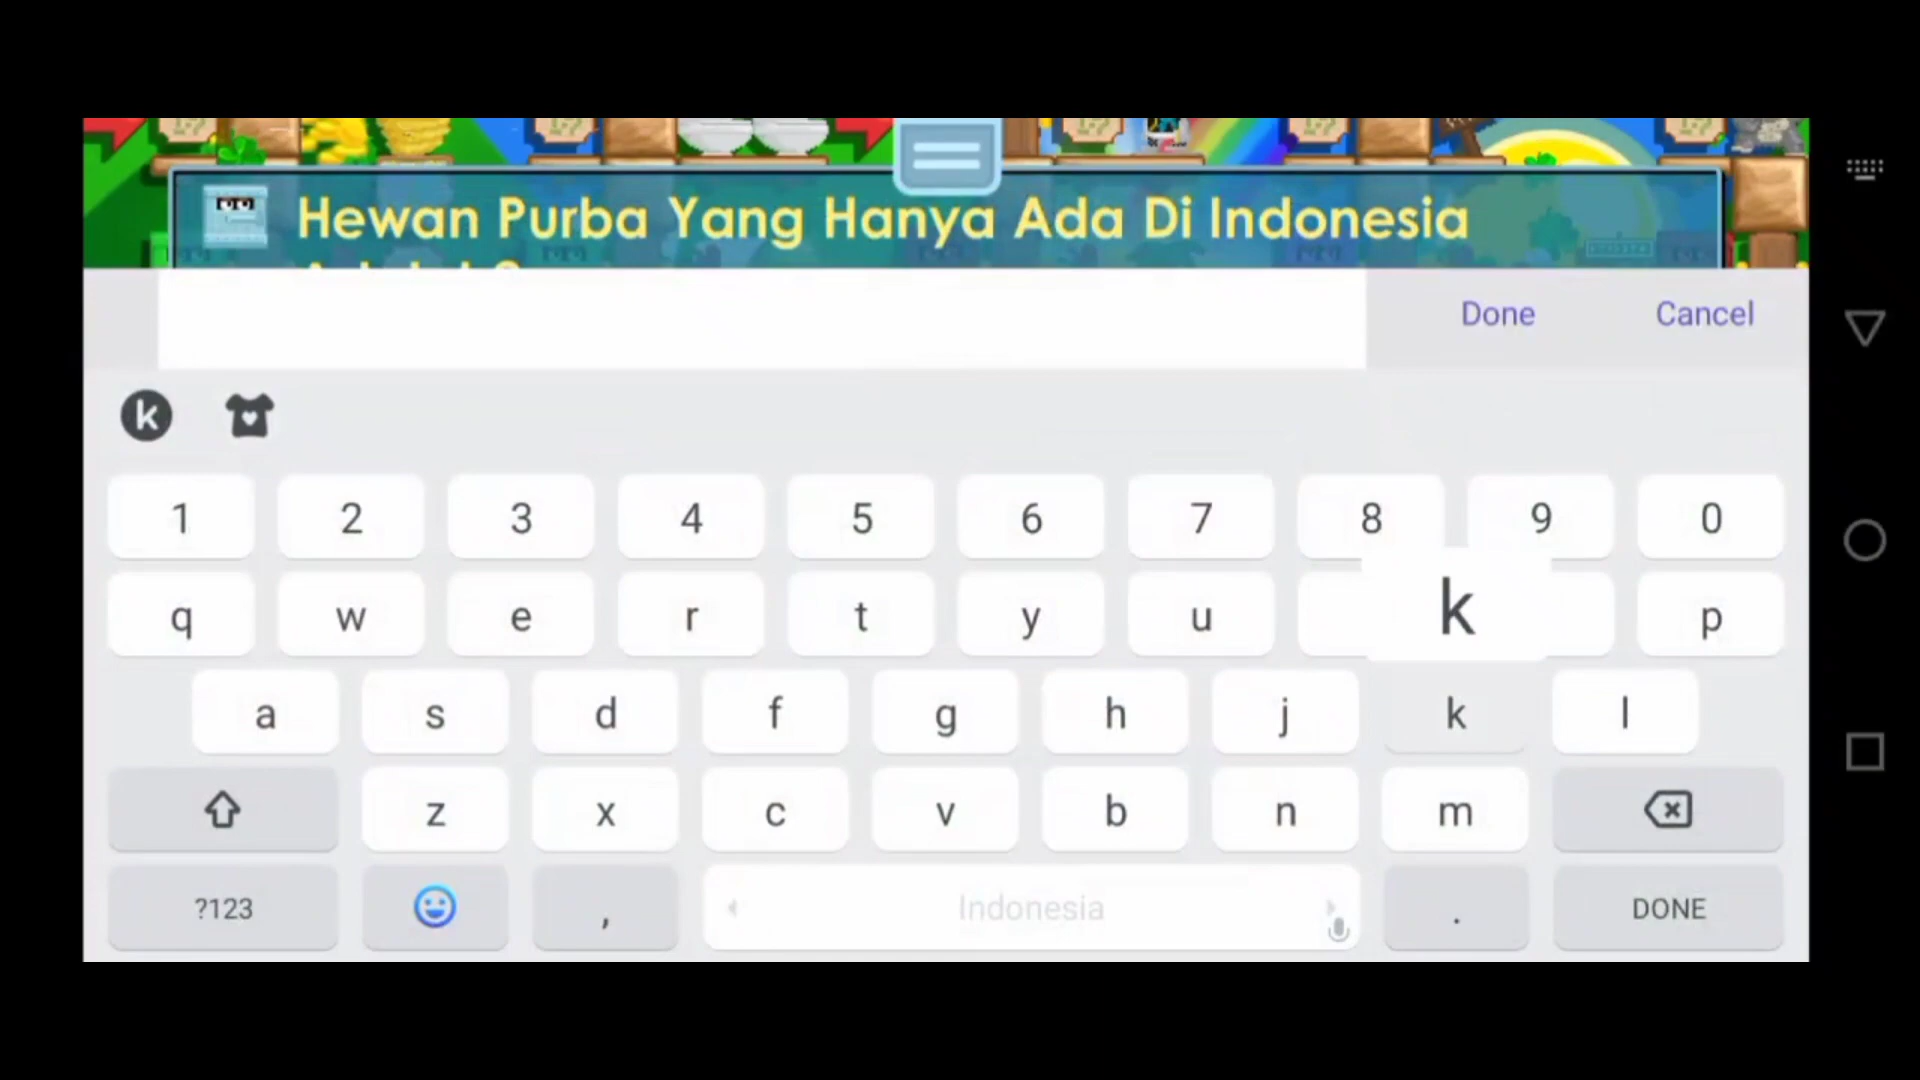 Hewan Purba Yang Hanya Ada Di Indonesia
Done Cancel
k
1 2 3 4 5 6 7 8 9 0
q w e r t y u k p
a s d f g h j k l
z x c v b n m
?123 , Indonesia . DONE